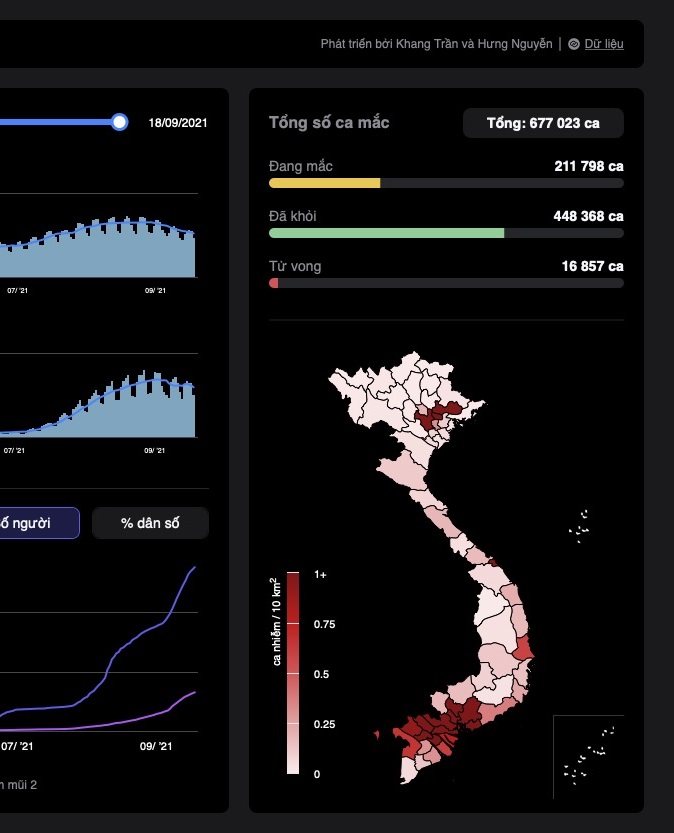 Phát triển bởi Khang Trần và Hưng Nguyễn | Dữ liệu
18/09/2021
07/ '21
09/ '21
07/ '21
09/ '21
ố người
% dân số
07/ '21
09/ '21
mũi 2
Tổng số ca mắc
Tổng: 677 023 ca
Đang mắc
211 798 ca
Đã khỏi
448 368 ca
Tử vong
16 857 ca
ca nhiễm / 10 km²
1+
0.75
0.5
0.25
0